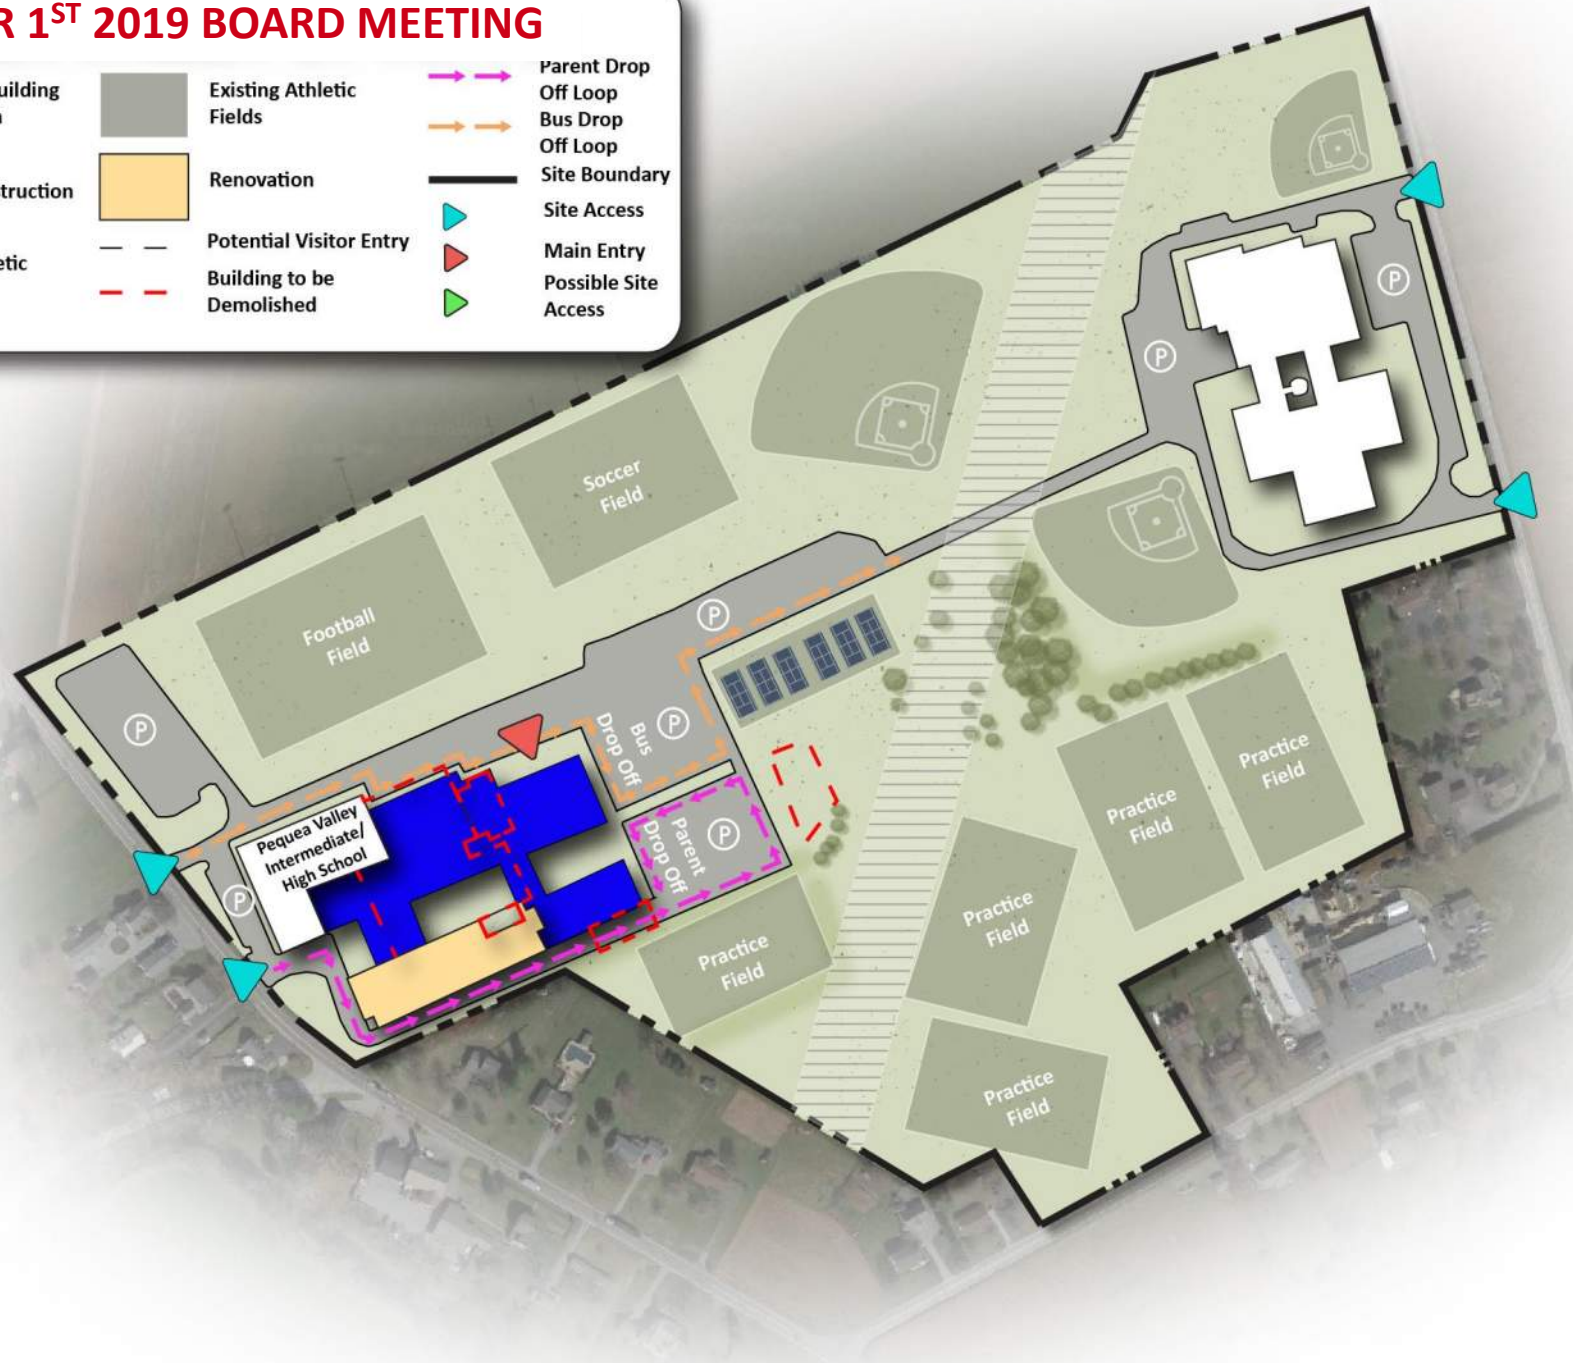 R 1ST 2019 BOARD MEETING
uilding
Existing Athletic
Fields
Parent Drop
Off Loop
Bus Drop
Off Loop
struction
Renovation
Site Boundary
Site Access
etic
Potential Visitor Entry
Main Entry
Building to be
Demolished
Possible Site
Access
P
P
Soccer
Field
Football
Field
P
P
P
Bus
Drop Off
Pequea Valley
Intermediate/
High School
P
Parent
Drop Off
P
Practice
Field
Practice
Field
Practice
Field
Practice
Field
Practice
Field